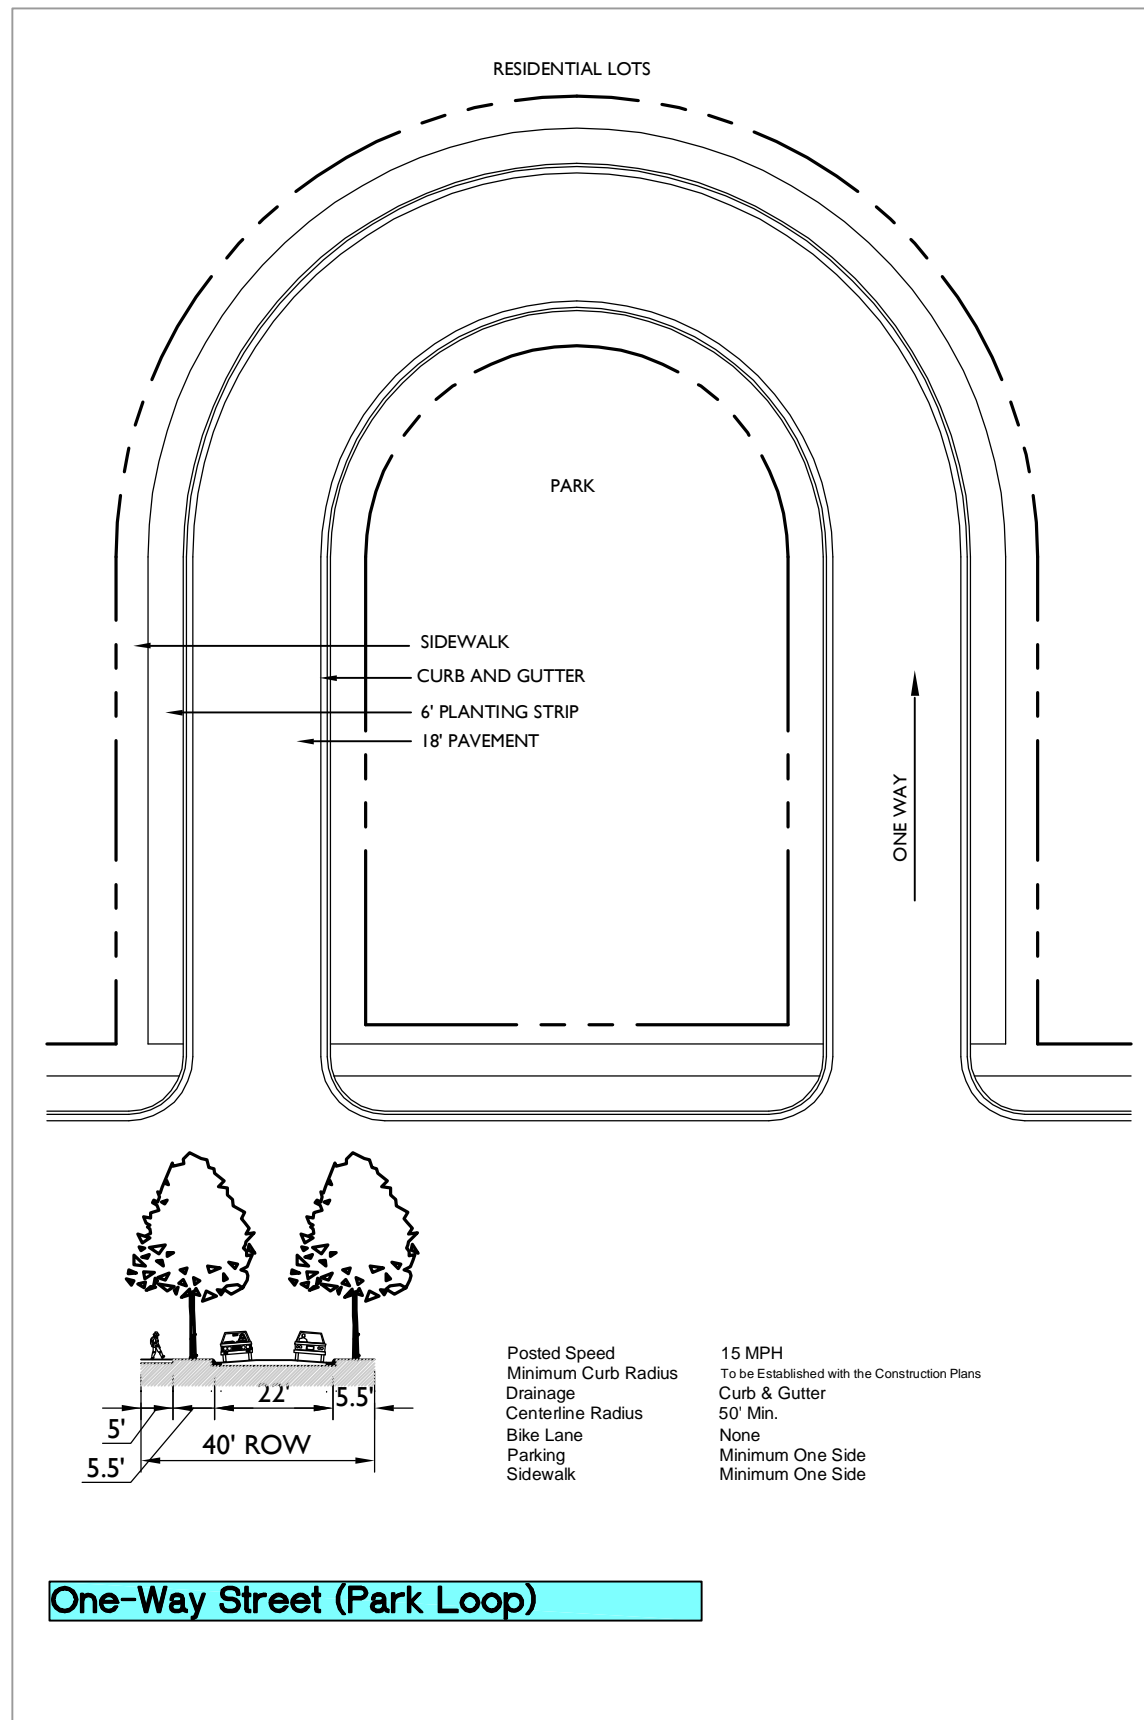 RESIDENTIAL LOTS
PARK
SIDEWALK
CURB AND GUTTER
6' PLANTING STRIP
18' PAVEMENT
ONE WAY
22'
5.5'
5'
40' ROW
5.5'
Posted Speed 15 MPH
Minimum Curb Radius To be Established with the Construction Plans
Drainage Curb & Gutter
Centerline Radius 50' Min.
Bike Lane None
Parking Minimum One Side
Sidewalk Minimum One Side
One-Way Street (Park Loop)